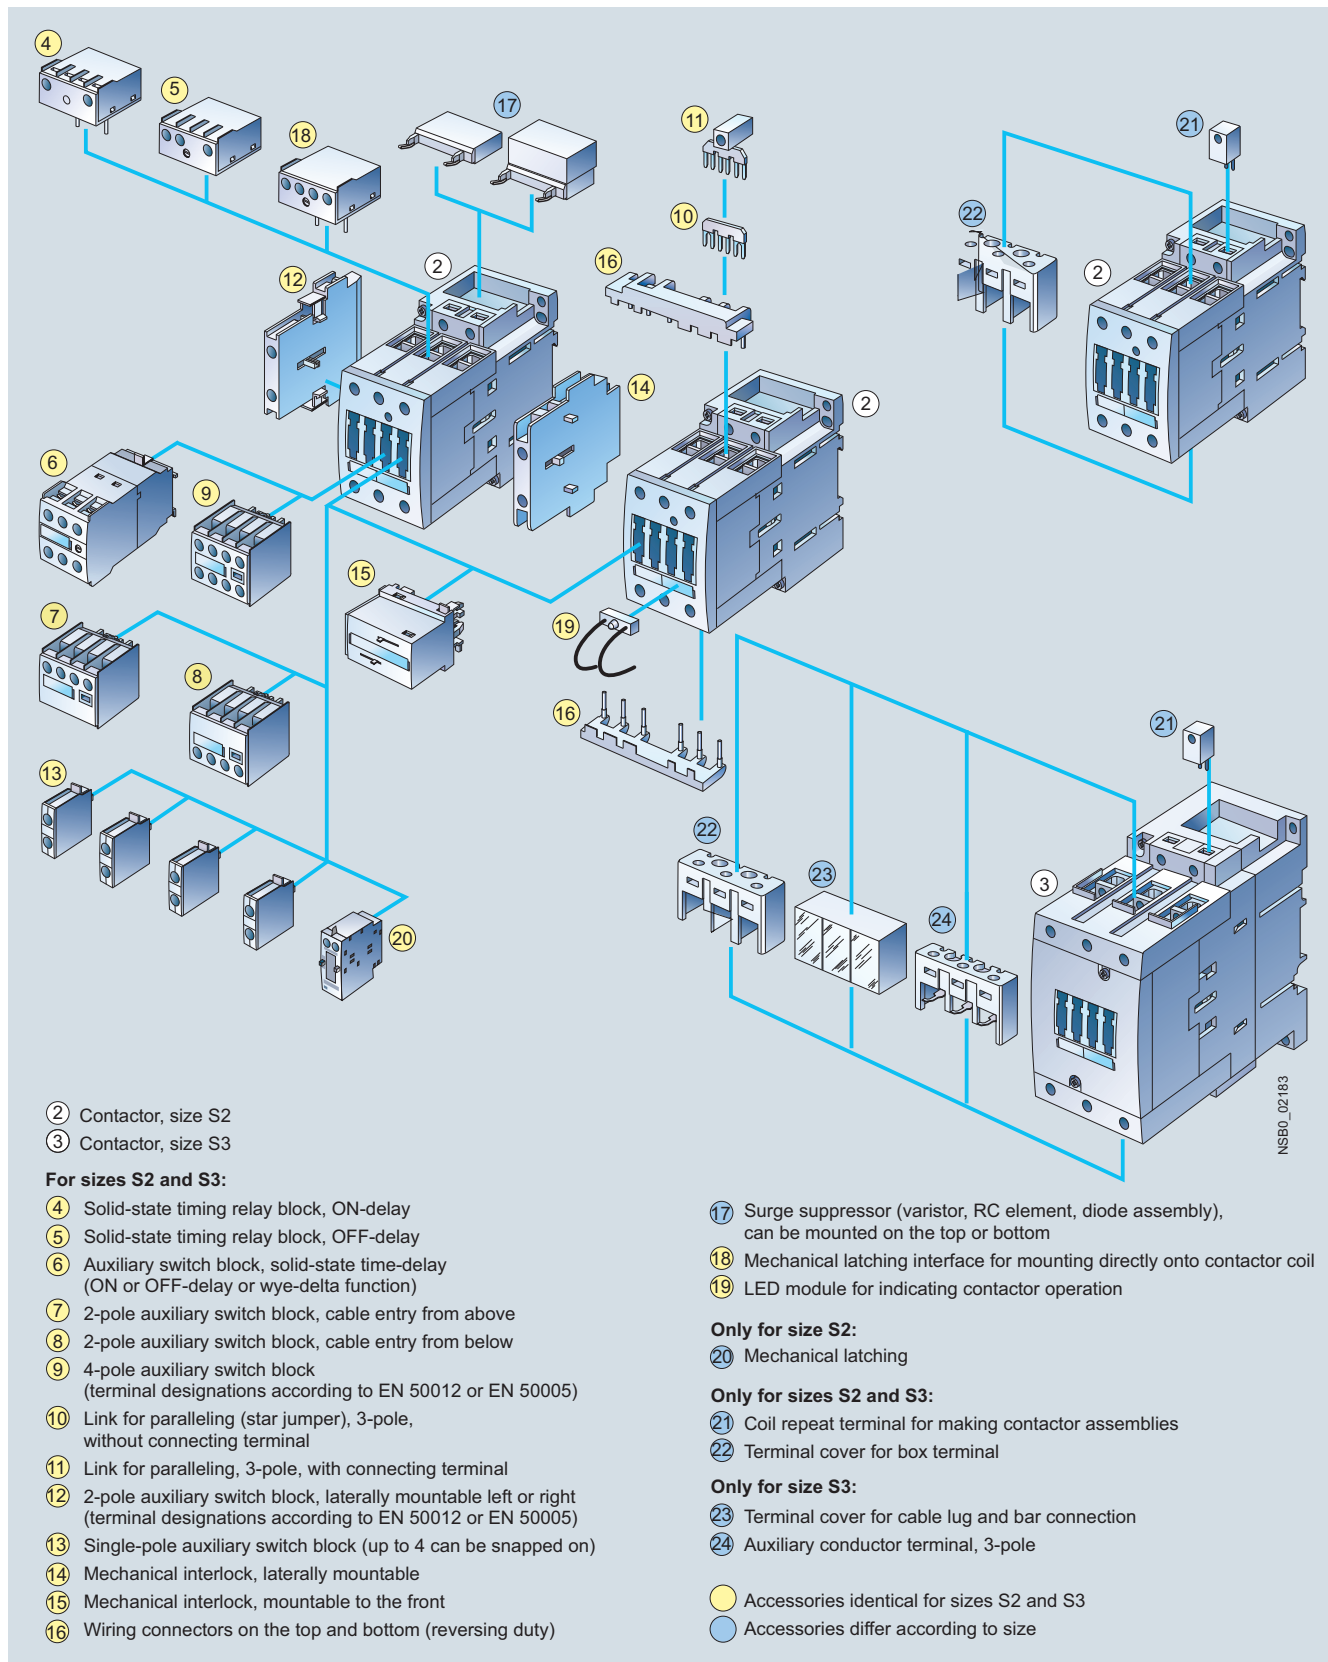 4
5
18
17
11
21
10
22
12
2
16
2
14
2
6
9
15
7
19
8
16
13
21
22
23
3
24
20
NSB0_02183
2 Contactor, size S2
3 Contactor, size S3
For sizes S2 and S3:
4 Solid-state timing relay block, ON-delay
5 Solid-state timing relay block, OFF-delay
6 Auxiliary switch block, solid-state time-delay
(ON or OFF-delay or wye-delta function)
7 2-pole auxiliary switch block, cable entry from above
8 2-pole auxiliary switch block, cable entry from below
9 4-pole auxiliary switch block
(terminal designations according to EN 50012 or EN 50005)
10 Link for paralleling (star jumper), 3-pole,
without connecting terminal
11 Link for paralleling, 3-pole, with connecting terminal
12 2-pole auxiliary switch block, laterally mountable left or right
(terminal designations according to EN 50012 or EN 50005)
13 Single-pole auxiliary switch block (up to 4 can be snapped on)
14 Mechanical interlock, laterally mountable
15 Mechanical interlock, mountable to the front
16 Wiring connectors on the top and bottom (reversing duty)
17 Surge suppressor (varistor, RC element, diode assembly),
can be mounted on the top or bottom
18 Mechanical latching interface for mounting directly onto contactor coil
19 LED module for indicating contactor operation
Only for size S2:
20 Mechanical latching
Only for sizes S2 and S3:
21 Coil repeat terminal for making contactor assemblies
22 Terminal cover for box terminal
Only for size S3:
23 Terminal cover for cable lug and bar connection
24 Auxiliary conductor terminal, 3-pole
Accessories identical for sizes S2 and S3
Accessories differ according to size